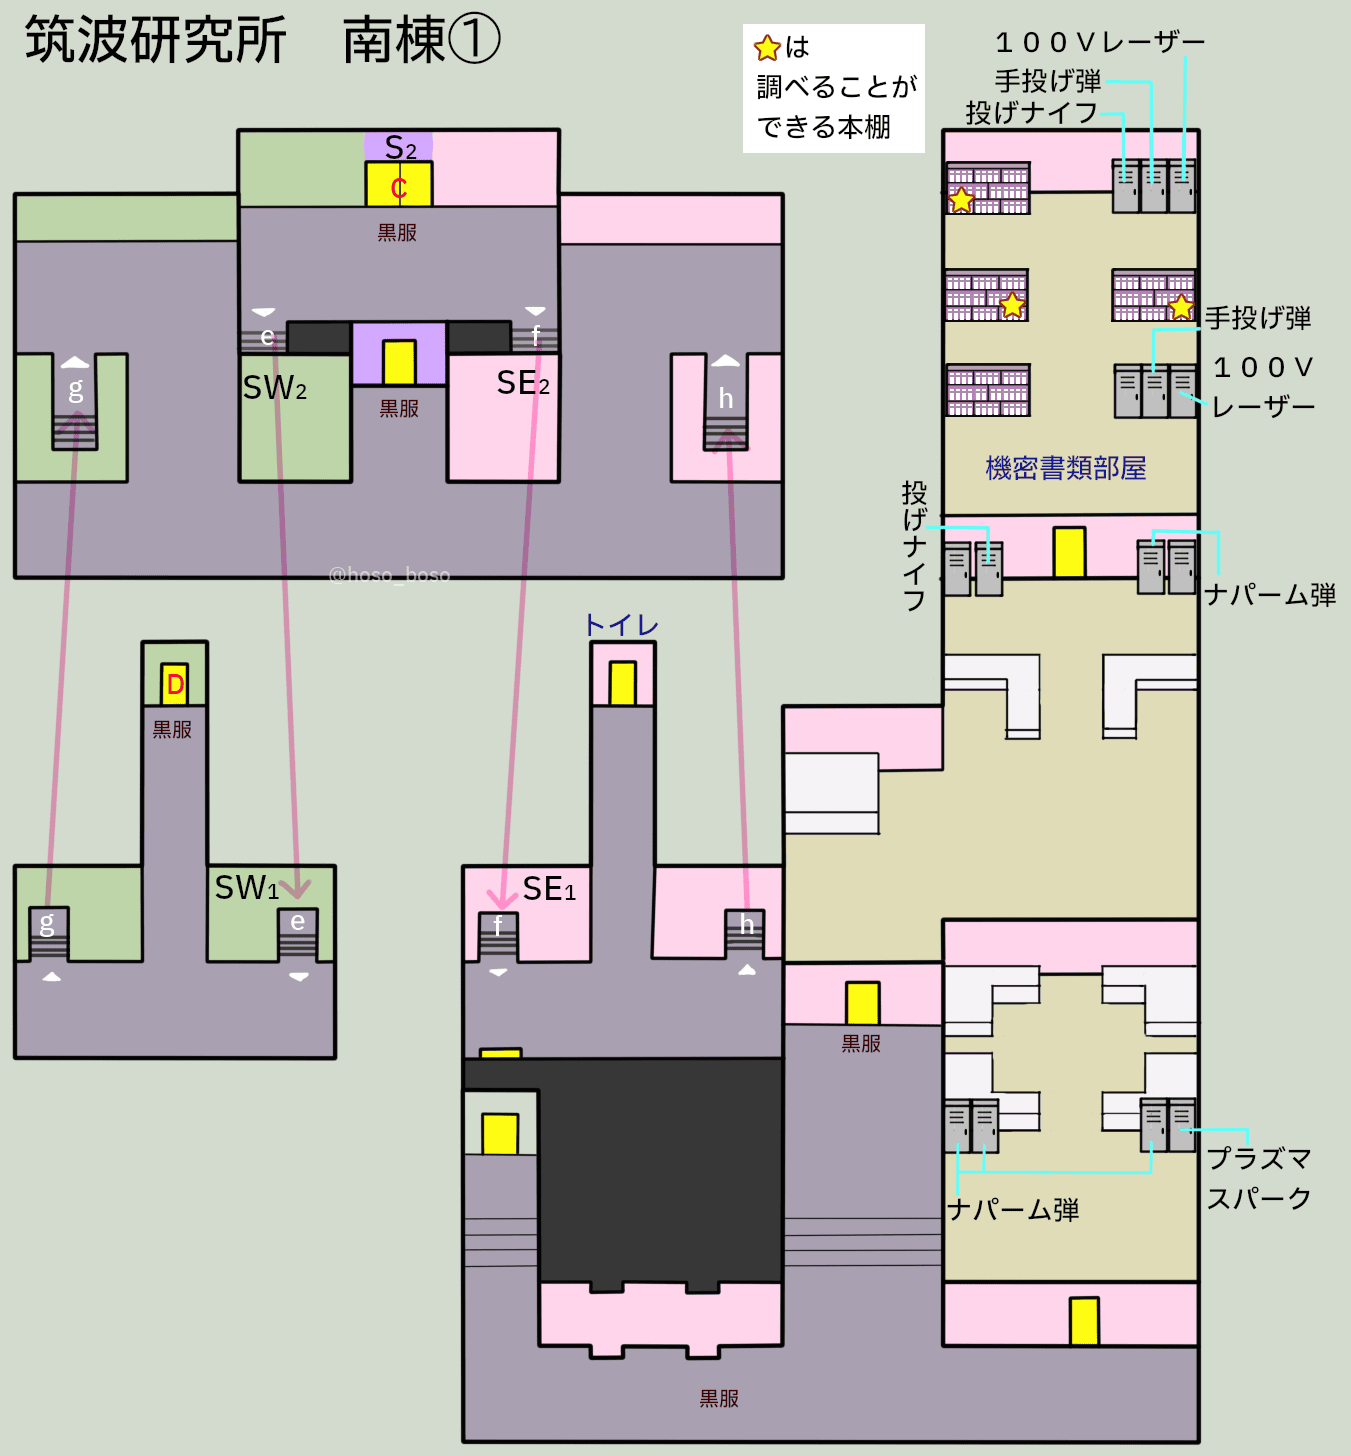 筑波研究所　南棟①
は
調べることが
できる本棚
１００Ｖレーザー
手投げ弾
投げナイフ
S2
C
黒服
e
f
g
h
SW2
SE2
黒服
@hoso_boso
手投げ弾
１００Ｖ
レーザー
機密書類部屋
投げナイフ
ナパーム弾
トイレ
D
黒服
SW1
g
e
SE1
f
h
黒服
プラズマ
スパーク
ナパーム弾
黒服